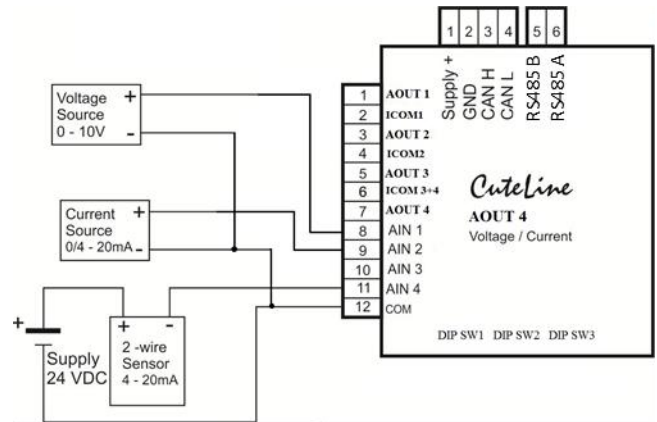 1 2 3 4 5 6
Supply +
GND
CAN H
CAN L
RS485 B
RS485 A
Voltage +
Source
0 - 10V -
Current +
Source
0/4 - 20mA -
+
Supply
24 VDC
+ -
2 -wire
Sensor
4 - 20mA
1 AOUT 1
2 ICOM1
3 AOUT 2
4 ICOM2
5 AOUT 3
6 ICOM 3÷4
7 AOUT 4
8 AIN 1
9 AIN 2
10 AIN 3
11 AIN 4
12 COM
CuteLine
AOUT 4
Voltage / Current
DIP SW1 DIP SW2 DIP SW3